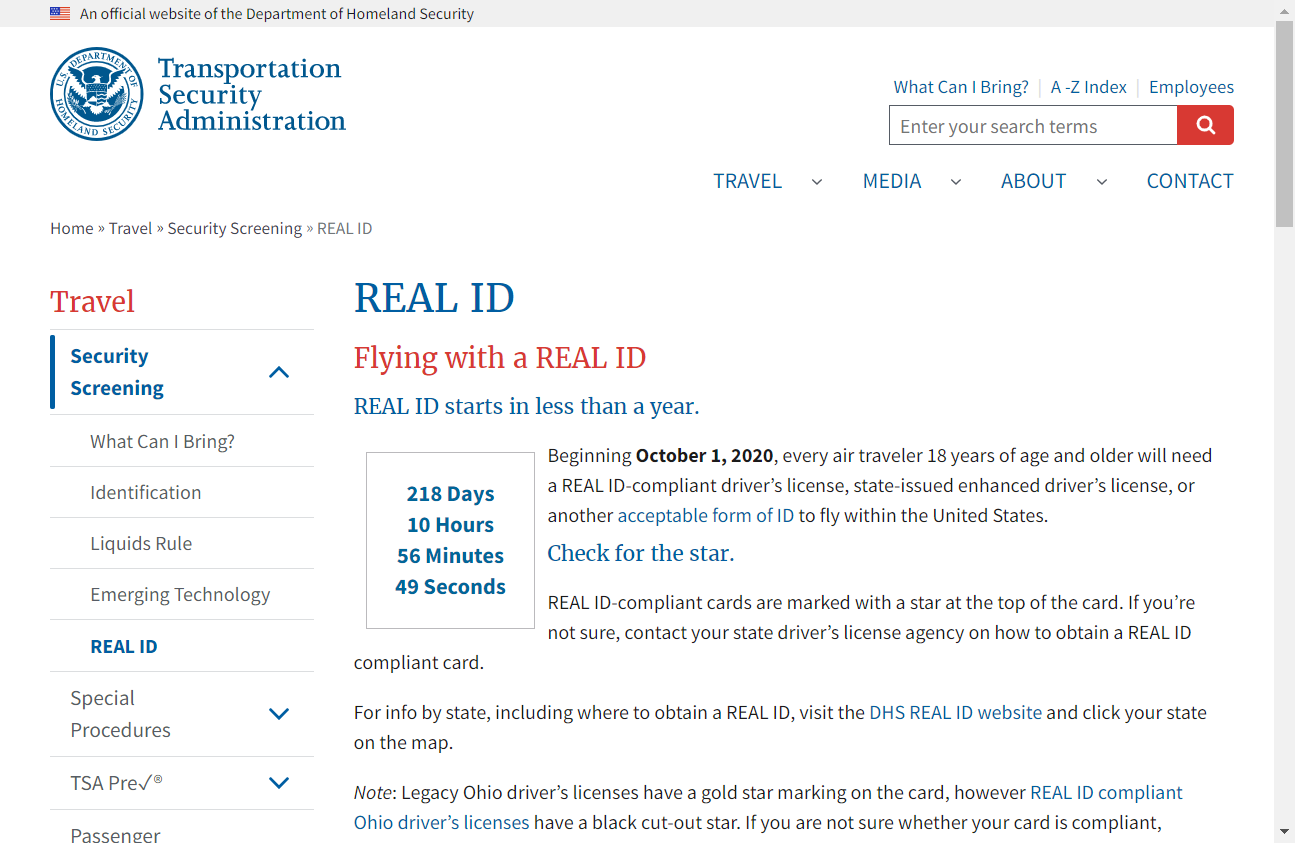 An official website of the Department of Homeland Security
U.S. DEPARTMENT OF HOMELAND SECURITY
Transportation
Security
Administration
What Can I Bring?
A -Z Index
Employees
Enter your search terms
TRAVEL
MEDIA
ABOUT
CONTACT
Home » Travel » Security Screening » REAL ID
Travel
Security
Screening
What Can I Bring?
Identification
Liquids Rule
Emerging Technology
REAL ID
Special
Procedures
TSA Pre✓®
Passenger
REAL ID
Flying with a REAL ID
REAL ID starts in less than a year.
218 Days
10 Hours
56 Minutes
49 Seconds
Beginning October 1, 2020, every air traveler 18 years of age and older will need
a REAL ID-compliant driver’s license, state-issued enhanced driver’s license, or
another acceptable form of ID to fly within the United States.
Check for the star.
REAL ID-compliant cards are marked with a star at the top of the card. If you’re
not sure, contact your state driver’s license agency on how to obtain a REAL ID
compliant card.
For info by state, including where to obtain a REAL ID, visit the DHS REAL ID website and click your state
on the map.
Note: Legacy Ohio driver’s licenses have a gold star marking on the card, however REAL ID compliant
Ohio driver’s licenses have a black cut-out star. If you are not sure whether your card is compliant,